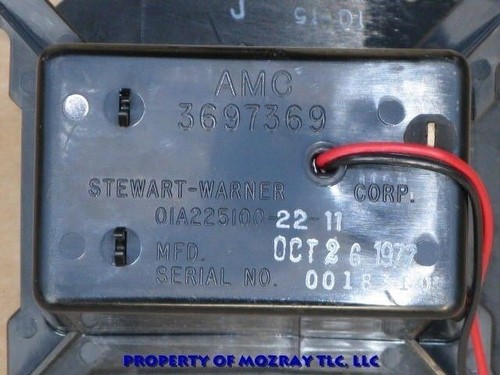 10-15
AMC
3697369
STEWART-WARNER CORP.
01A225100-22-11
MFD. OCT 26 1977
SERIAL NO.
PROPERTY OF MOZRAY TLC, LLC